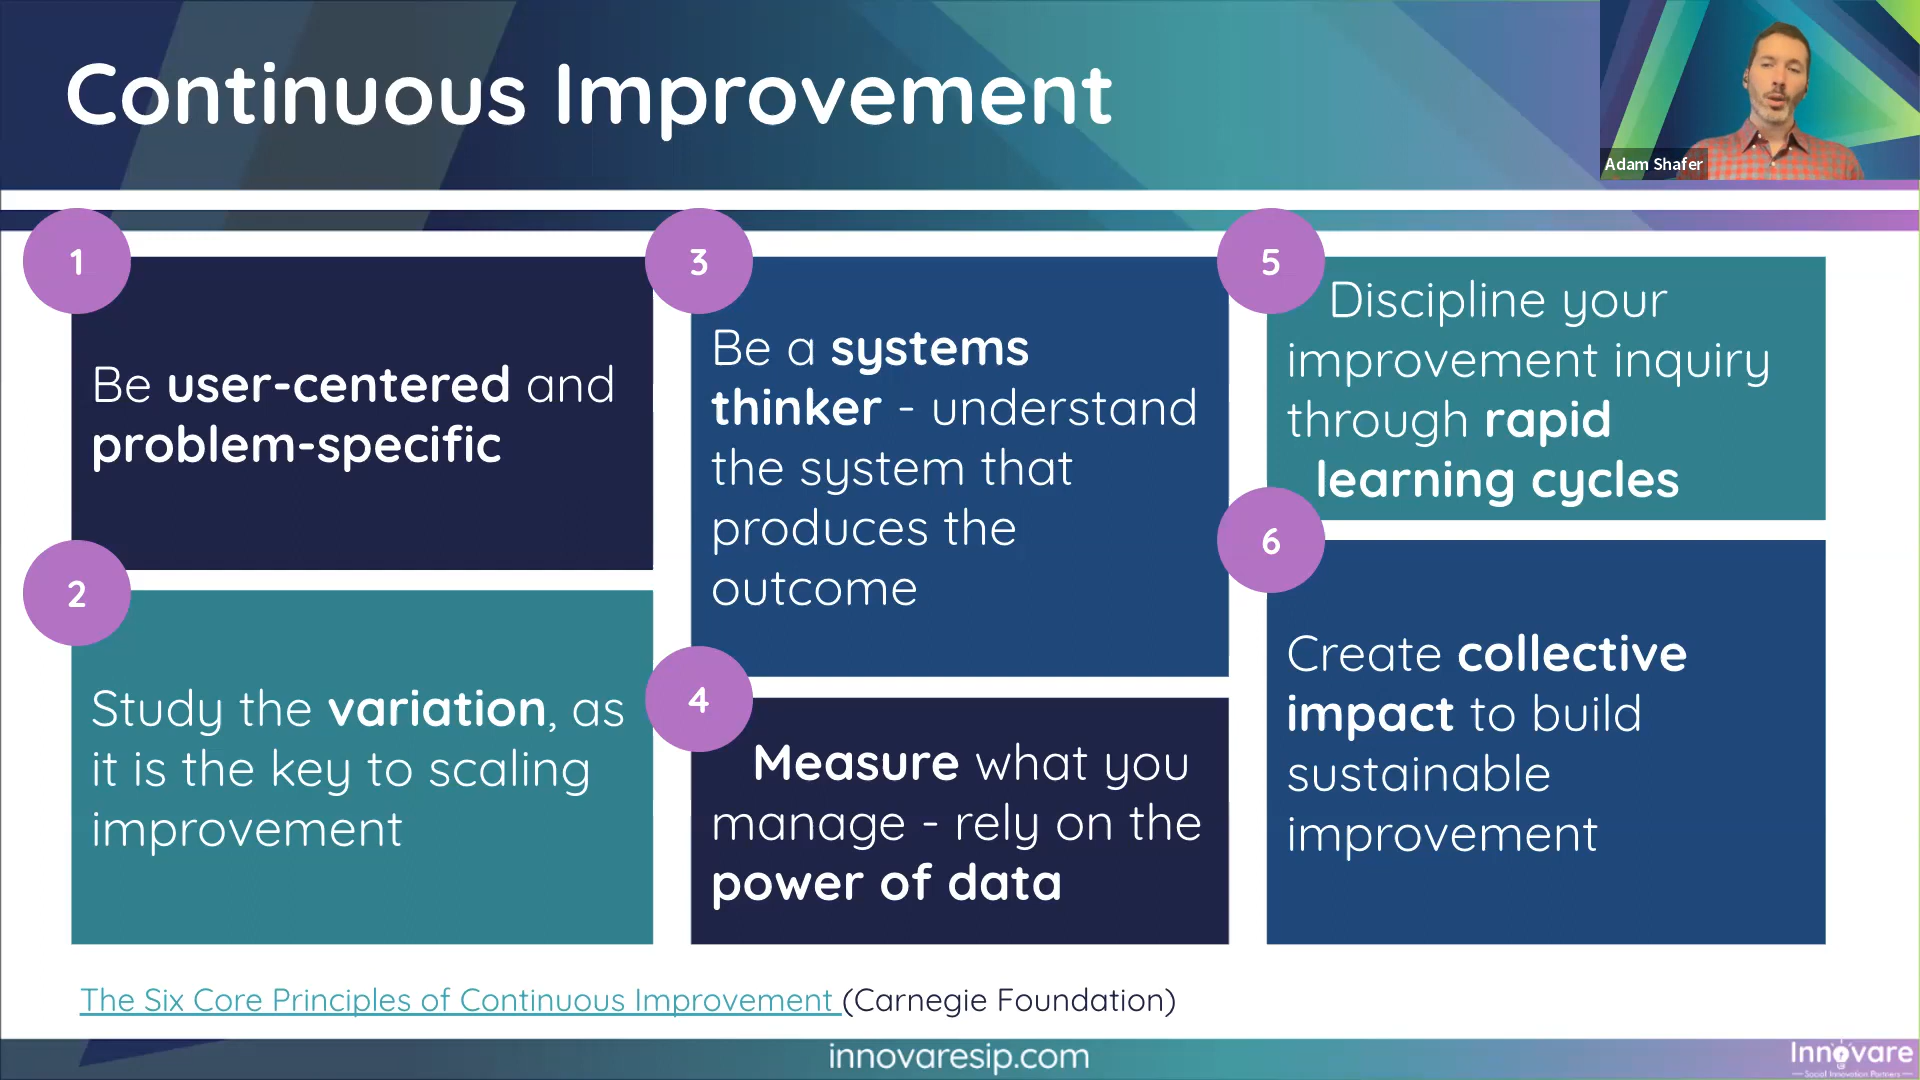 Continuous Improvement
Adam Shafer
1
Be user-centered and
problem-specific
2
Study the variation, as
it is the key to scaling
improvement
3
Be a systems
thinker - understand
the system that
produces the
outcome
4
Measure what you
manage - rely on the
power of data
5
Discipline your
improvement inquiry
through rapid
learning cycles
6
Create collective
impact to build
sustainable
improvement
The Six Core Principles of Continuous Improvement (Carnegie Foundation)
innovaresip.com
Innovare
Social Innovation Partners